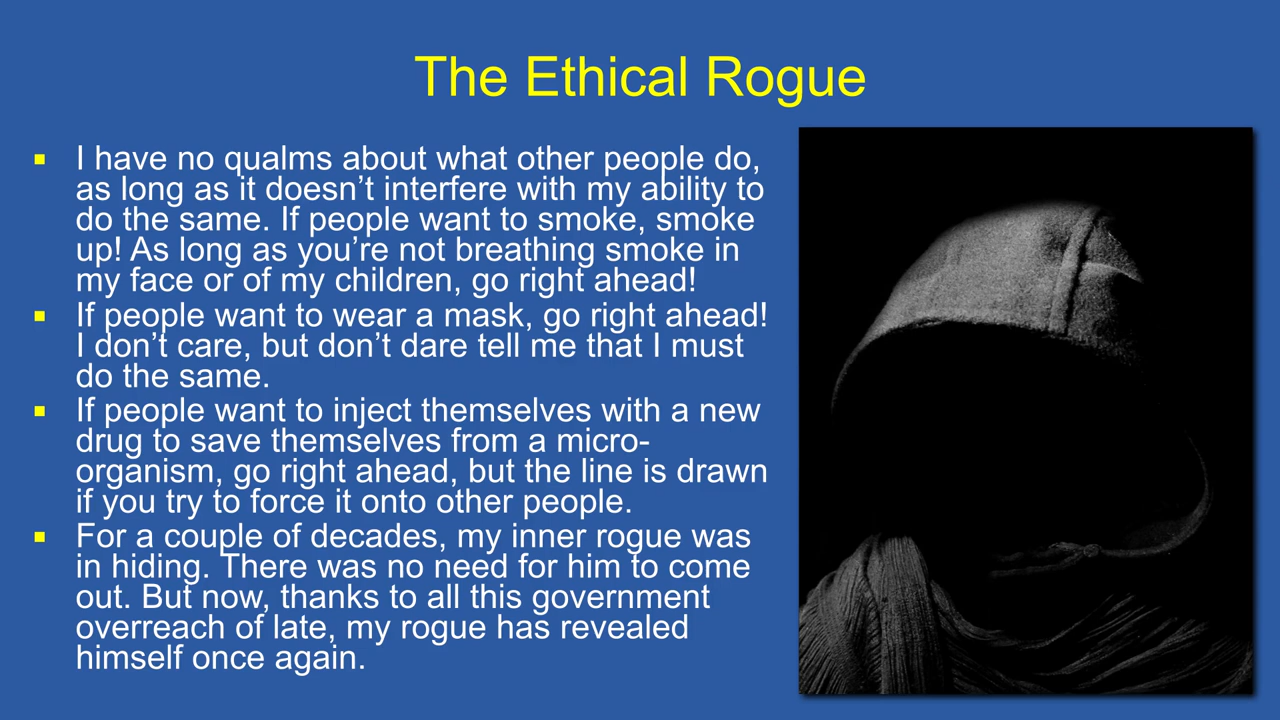 The Ethical Rogue
I have no qualms about what other people do,
as long as it doesn’t interfere with my ability to
do the same. If people want to smoke, smoke
up! As long as you’re not breathing smoke in
my face or of my children, go right ahead!
If people want to wear a mask, go right ahead!
I don’t care, but don’t dare tell me that I must
do the same.
If people want to inject themselves with a new
drug to save themselves from a micro-
organism, go right ahead, but the line is drawn
if you try to force it onto other people.
For a couple of decades, my inner rogue was
in hiding. There was no need for him to come
out. But now, thanks to all this government
overreach of late, my rogue has revealed
himself once again.